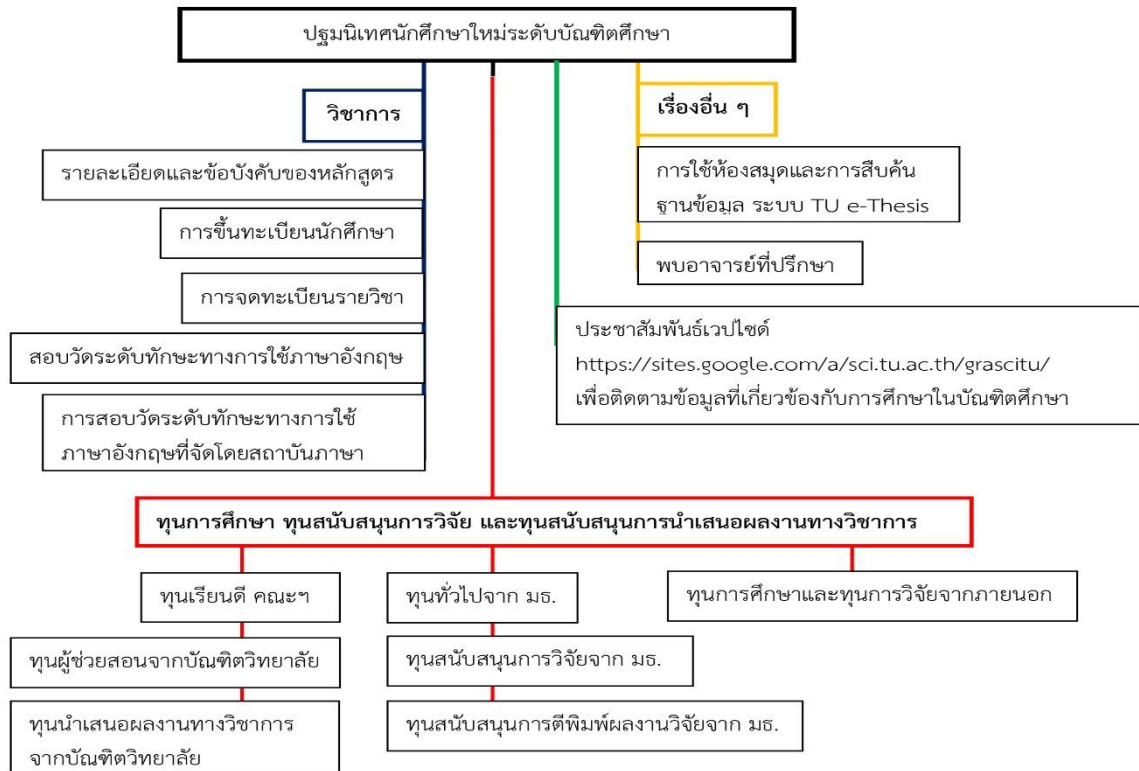 ปฐมนิเทศนักศึกษาใหม่ระดับบัณฑิตศึกษา
วิชาการ
รายละเอียดและข้อบังคับของหลักสูตร
การขึ้นทะเบียนนักศึกษา
การจดทะเบียนรายวิชา
สอบวัดระดับทักษะทางการใช้ภาษาอังกฤษ
การสอบวัดระดับทักษะทางการใช้
ภาษาอังกฤษที่จัดโดยสถาบันภาษา
เรื่องอื่น ๆ
การใช้ห้องสมุดและการสืบค้น
ฐานข้อมูล ระบบ TU e-Thesis
พบอาจารย์ที่ปรึกษา
ประชาสัมพันธ์เวปไซด์
https://sites.google.com/a/sci.tu.ac.th/grascitu/
เพื่อติดตามข้อมูลที่เกี่ยวข้องกับการศึกษาในบัณฑิตศึกษา
ทุนการศึกษา ทุนสนับสนุนการวิจัย และทุนสนับสนุนการนำเสนอผลงานทางวิชาการ
ทุนเรียนดี คณะฯ
ทุนผู้ช่วยสอนจากบัณฑิตวิทยาลัย
ทุนนำเสนอผลงานทางวิชาการ
จากบัณฑิตวิทยาลัย
ทุนทั่วไปจาก มธ.
ทุนสนับสนุนการวิจัยจาก มธ.
ทุนสนับสนุนการตีพิมพ์ผลงานวิจัยจาก มธ.
ทุนการศึกษาและทุนการวิจัยจากภายนอก